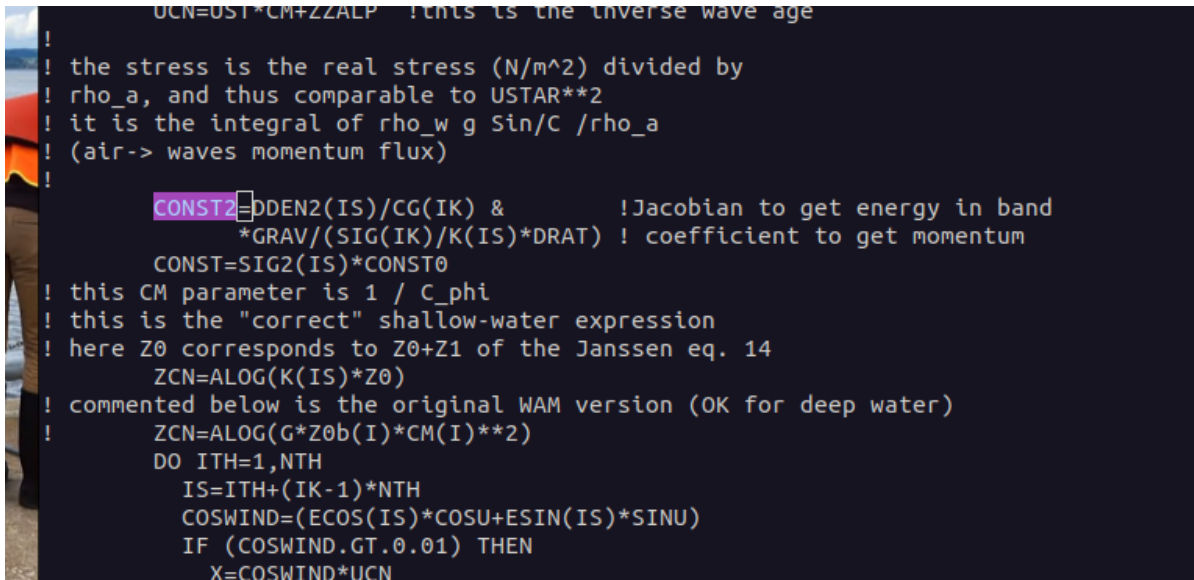 UCN=UST*CM+ZZALP  !this is the inverse wave age
!
! the stress is the real stress (N/m^2) divided by
! rho_a, and thus comparable to USTAR**2
! it is the integral of rho_w g Sin/C /rho_a
! (air-> waves momentum flux)
!
        CONST2=DDEN2(IS)/CG(IK) &        !Jacobian to get energy in band
              *GRAV/(SIG(IK)/K(IS)*DRAT) ! coefficient to get momentum
        CONST=SIG2(IS)*CONST0
! this CM parameter is 1 / C_phi
! this is the "correct" shallow-water expression
! here Z0 corresponds to Z0+Z1 of the Janssen eq. 14
        ZCN=ALOG(K(IS)*Z0)
! commented below is the original WAM version (OK for deep water)
!       ZCN=ALOG(G*Z0b(I)*CM(I)**2)
        DO ITH=1,NTH
          IS=ITH+(IK-1)*NTH
          COSWIND=(ECOS(IS)*COSU+ESIN(IS)*SINU)
          IF (COSWIND.GT.0.01) THEN
            X=COSWIND*UCN